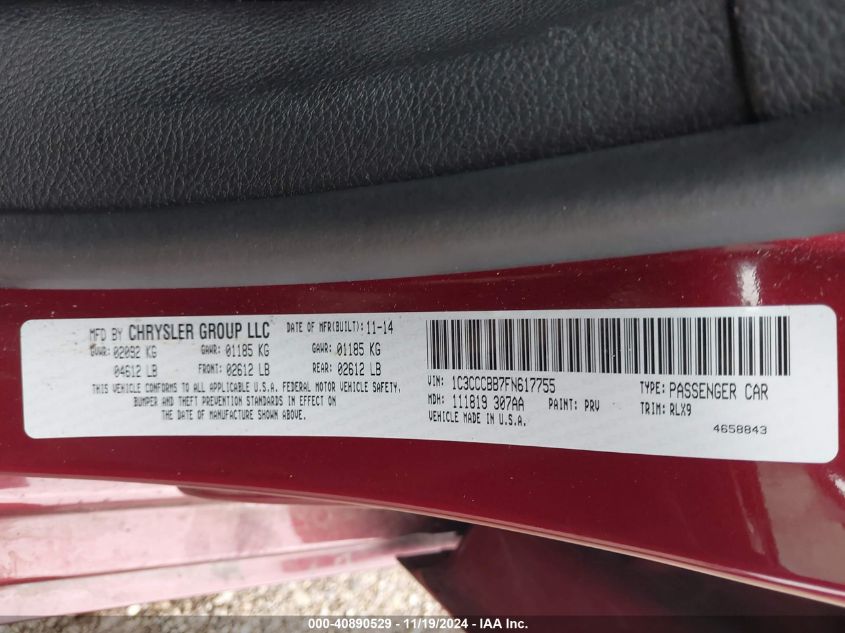 MFD BY CHRYSLER GROUP LLC DATE OF MFR(BUILT): 11-14
GVWR: 02092 KG GAWR: 01185 KG GAWR: 01185 KG
04612 LB FRONT: 02612 LB REAR: 02612 LB
THIS VEHICLE CONFORMS TO ALL APPLICABLE U.S.A. FEDERAL MOTOR VEHICLE SAFETY,
BUMPER AND THEFT PREVENTION STANDARDS IN EFFECT ON
THE DATE OF MANUFACTURE SHOWN ABOVE.
VIN: 1C3CCCBB7FN617755 TYPE: PASSENGER CAR
MDH: 111819 307AA PAINT: PRV TRIM: RLX9
VEHICLE MADE IN U.S.A. 4658843
000-40890529 - 11/19/2024 - IAA Inc.